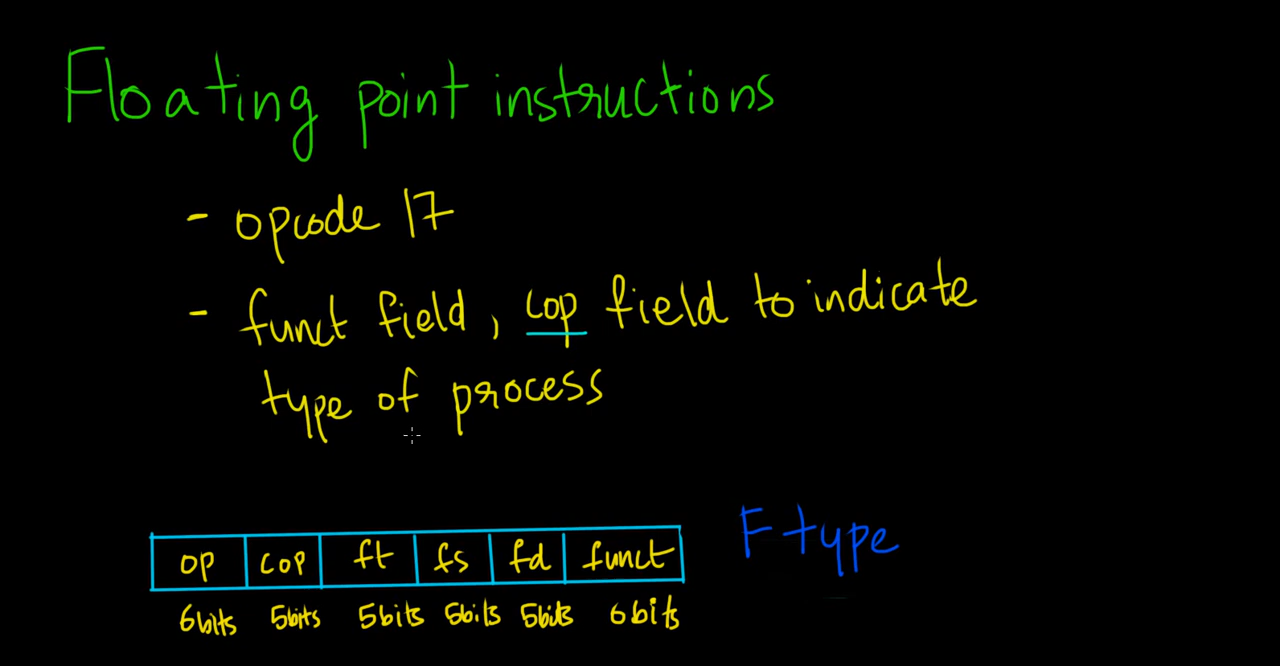 Floating point instructions
- opcode 17
- funct field, cop field to indicate
type of process
op cop ft fs fd funct
F type
6bits 5bits 5bits 5bits 5bits 6bits